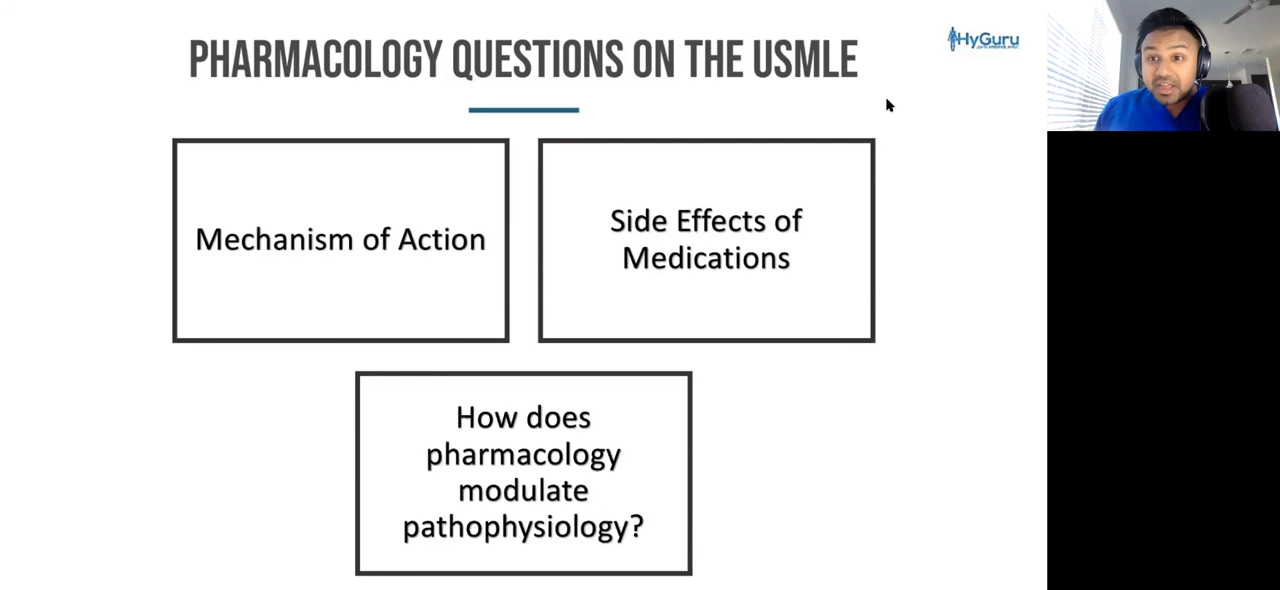 PHARMACOLOGY QUESTIONS ON THE USMLE
HyGuru
Mechanism of Action
Side Effects of
Medications
How does
pharmacology
modulate
pathophysiology?